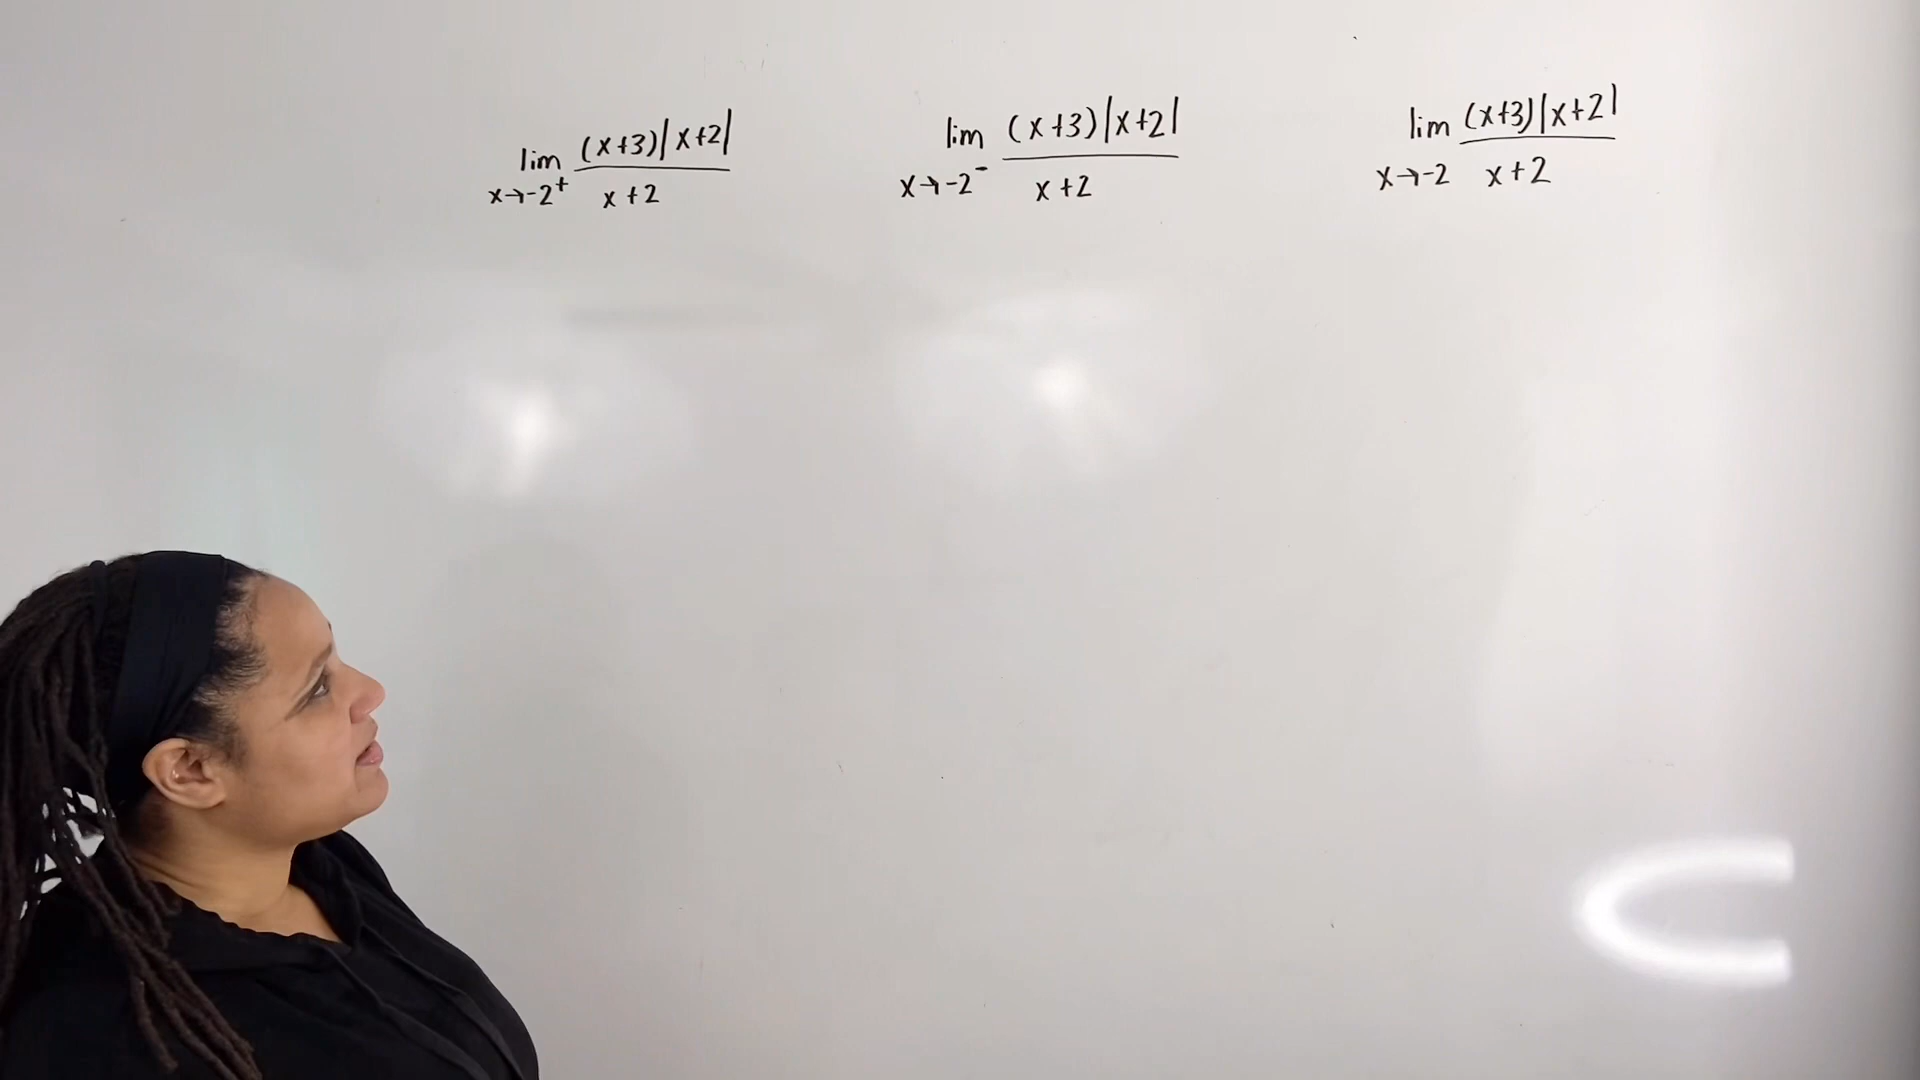 lim (x+3)|x+2|
x→-2⁺ x+2
lim (x+3)|x+2|
x→-2⁻ x+2
lim (x+3)|x+2|
x→-2 x+2